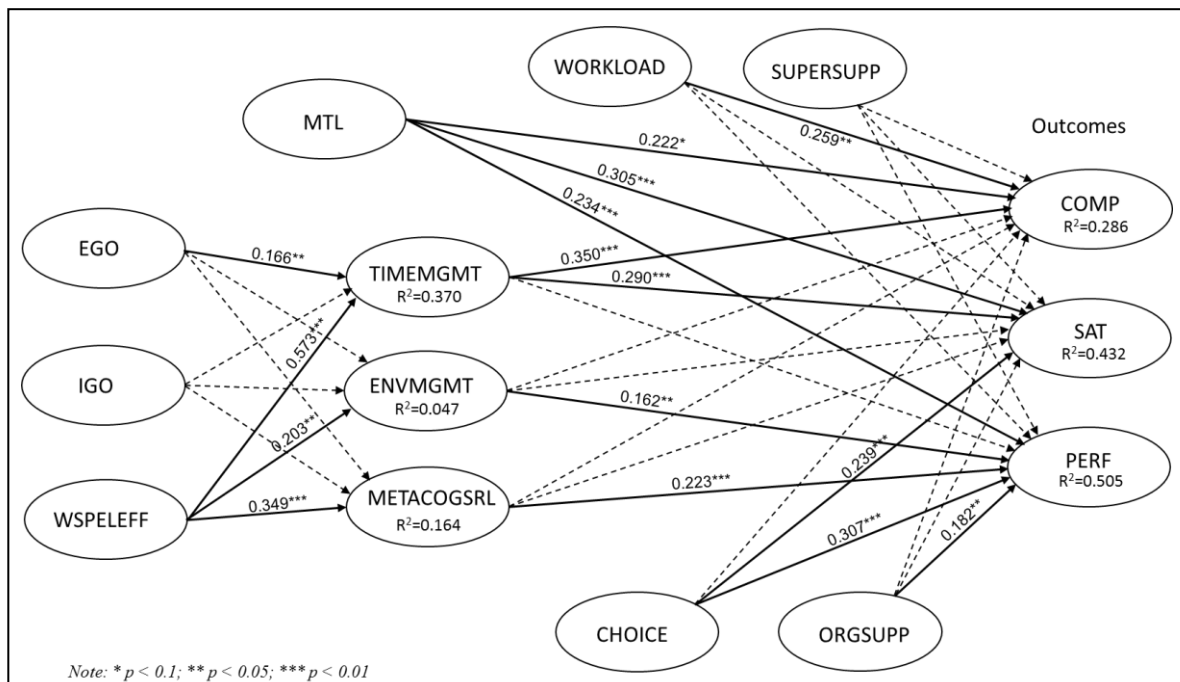 WORKLOAD
SUPERSUPP
MTL
Outcomes
0.259**
0.222*
0.305***
0.234***
COMP
R²=0.286
EGO
0.166**
TIMEMGMT
R²=0.370
0.350***
0.290***
0.573***
SAT
R²=0.432
IGO
ENVMGMT
R²=0.047
0.162**
0.203**
0.239***
PERF
R²=0.505
WSPELEFF
0.349***
METACOGSRL
R²=0.164
0.223***
0.307***
0.182**
CHOICE
ORGSUPP
Note: * p < 0.1; ** p < 0.05; *** p < 0.01